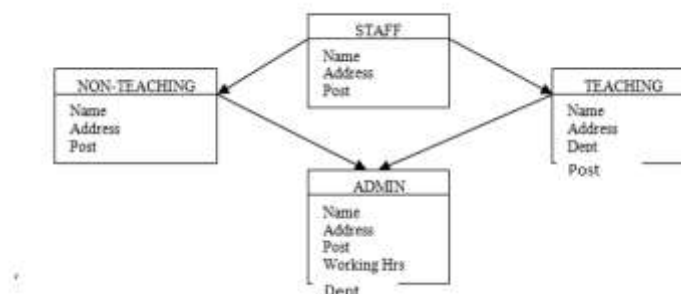 STAFF
Name
Address
Post
NON-TEACHING
Name
Address
Post
TEACHING
Name
Address
Dept
Post
ADMIN
Name
Address
Post
Working Hrs
Dept